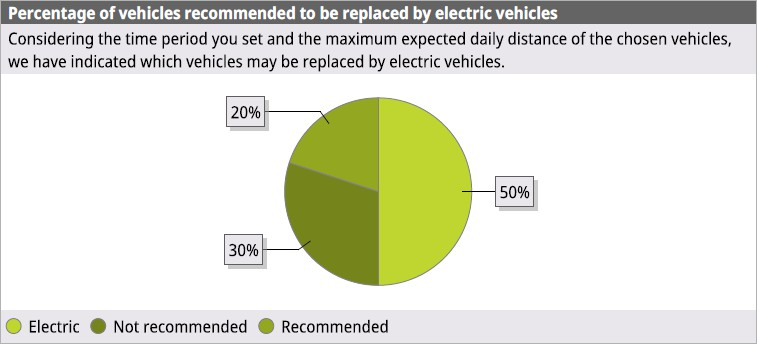 Percentage of vehicles recommended to be replaced by electric vehicles
Considering the time period you set and the maximum expected daily distance of the chosen vehicles,
we have indicated which vehicles may be replaced by electric vehicles.
20%
50%
30%
Electric
Not recommended
Recommended